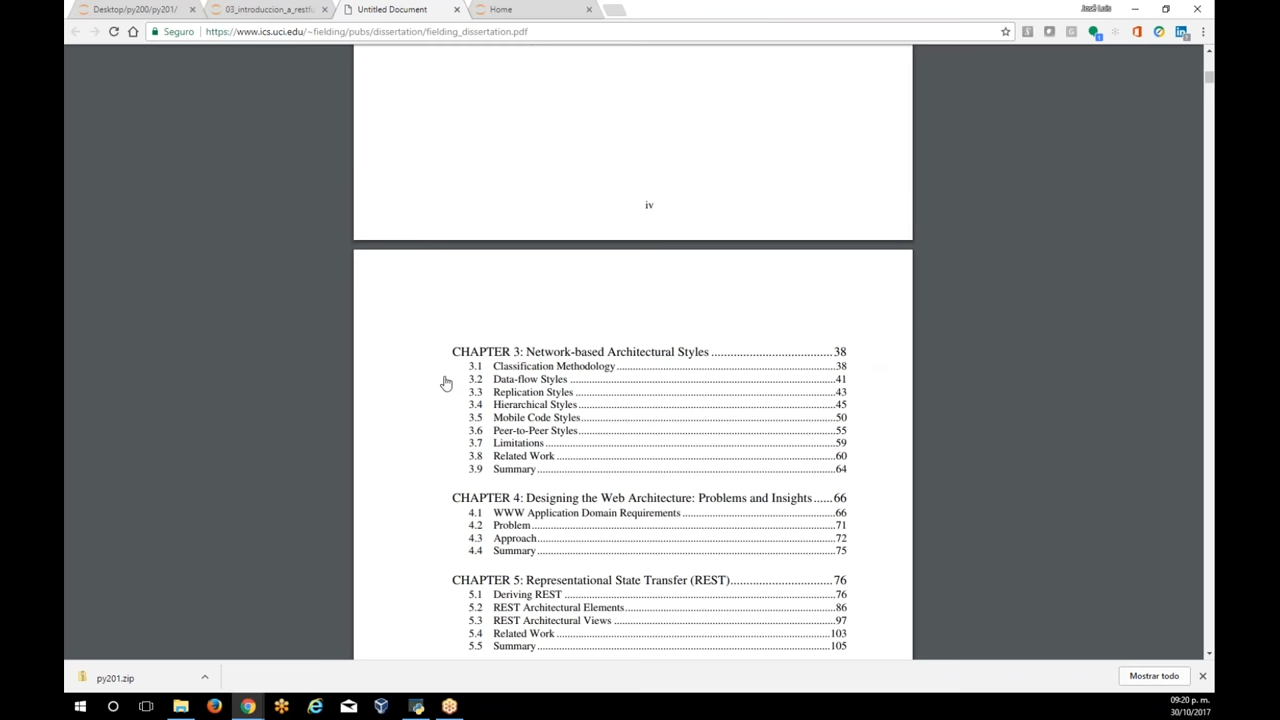 Desktop/py200/py201/
03_introduccion_a_restfu
Untitled Document
Home
José Luis
Seguro
https://www.ics.uci.edu/~fielding/pubs/dissertation/fielding_dissertation.pdf
iv
CHAPTER 3: Network-based Architectural Styles ......................................38
3.1 Classification Methodology......................................................................38
3.2 Data-flow Styles ......................................................................................41
3.3 Replication Styles ....................................................................................43
3.4 Hierarchical Styles...................................................................................45
3.5 Mobile Code Styles..................................................................................50
3.6 Peer-to-Peer Styles...................................................................................55
3.7 Limitations...............................................................................................59
3.8 Related Work ...........................................................................................60
3.9 Summary..................................................................................................64
CHAPTER 4: Designing the Web Architecture: Problems and Insights ......66
4.1 WWW Application Domain Requirements ................................................66
4.2 Problem....................................................................................................71
4.3 Approach..................................................................................................72
4.4 Summary..................................................................................................75
CHAPTER 5: Representational State Transfer (REST)................................76
5.1 Deriving REST ........................................................................................76
5.2 REST Architectural Elements...................................................................86
5.3 REST Architectural Views .......................................................................97
5.4 Related Work .........................................................................................103
5.5 Summary................................................................................................105
py201.zip
Mostrar todo
09:20 p. m.
30/10/2017